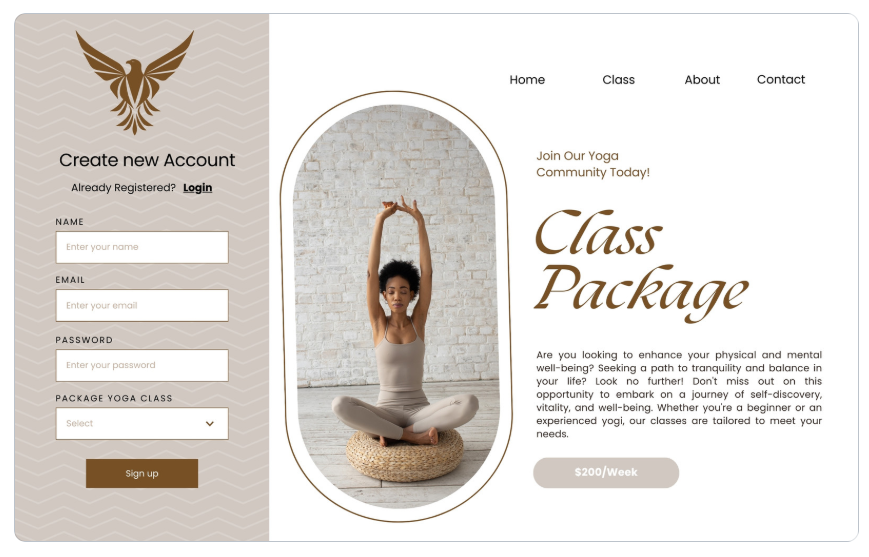 Home Class About Contact
Create new Account
Already Registered? Login
NAME
Enter your name
EMAIL
Enter your email
PASSWORD
Enter your password
PACKAGE YOGA CLASS
Select
Sign up
Join Our Yoga
Community Today!
Class
Package
Are you looking to enhance your physical and mental
well-being? Seeking a path to tranquility and balance in
your life? Look no further! Don't miss out on this
opportunity to embark on a journey of self-discovery,
vitality, and well-being. Whether you're a beginner or an
experienced yogi, our classes are tailored to meet your
needs.
$200/Week